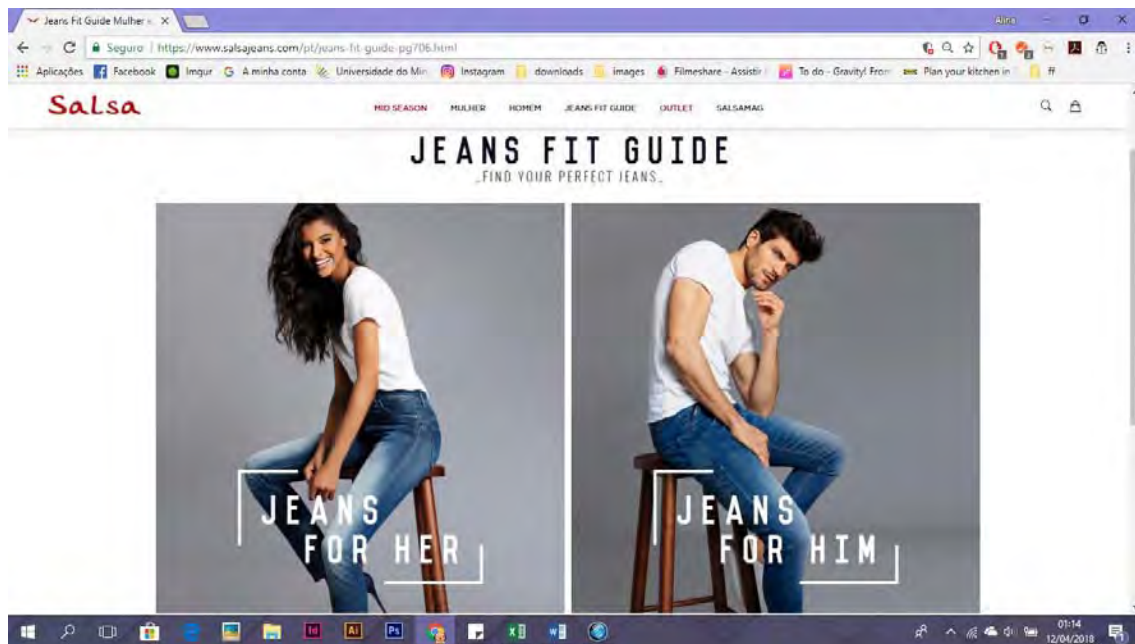 Jeans Fit Guide Mulher
Alina
Seguro | https://www.salsajeans.com/pt/jeans-fit-guide-pg706.html
Aplicações Facebook Imgur A minha conta Universidade do Min Instagram downloads images Filmeshare - Assistir To do - Gravity! From Plan your kitchen in ff
Salsa MID SEASON MULHER HOMEM JEANS FIT GUIDE OUTLET SALSAMAG
JEANS FIT GUIDE
_FIND YOUR PERFECT JEANS_
JEANS
FOR HER
JEANS
FOR HIM
01:14
12/04/2018